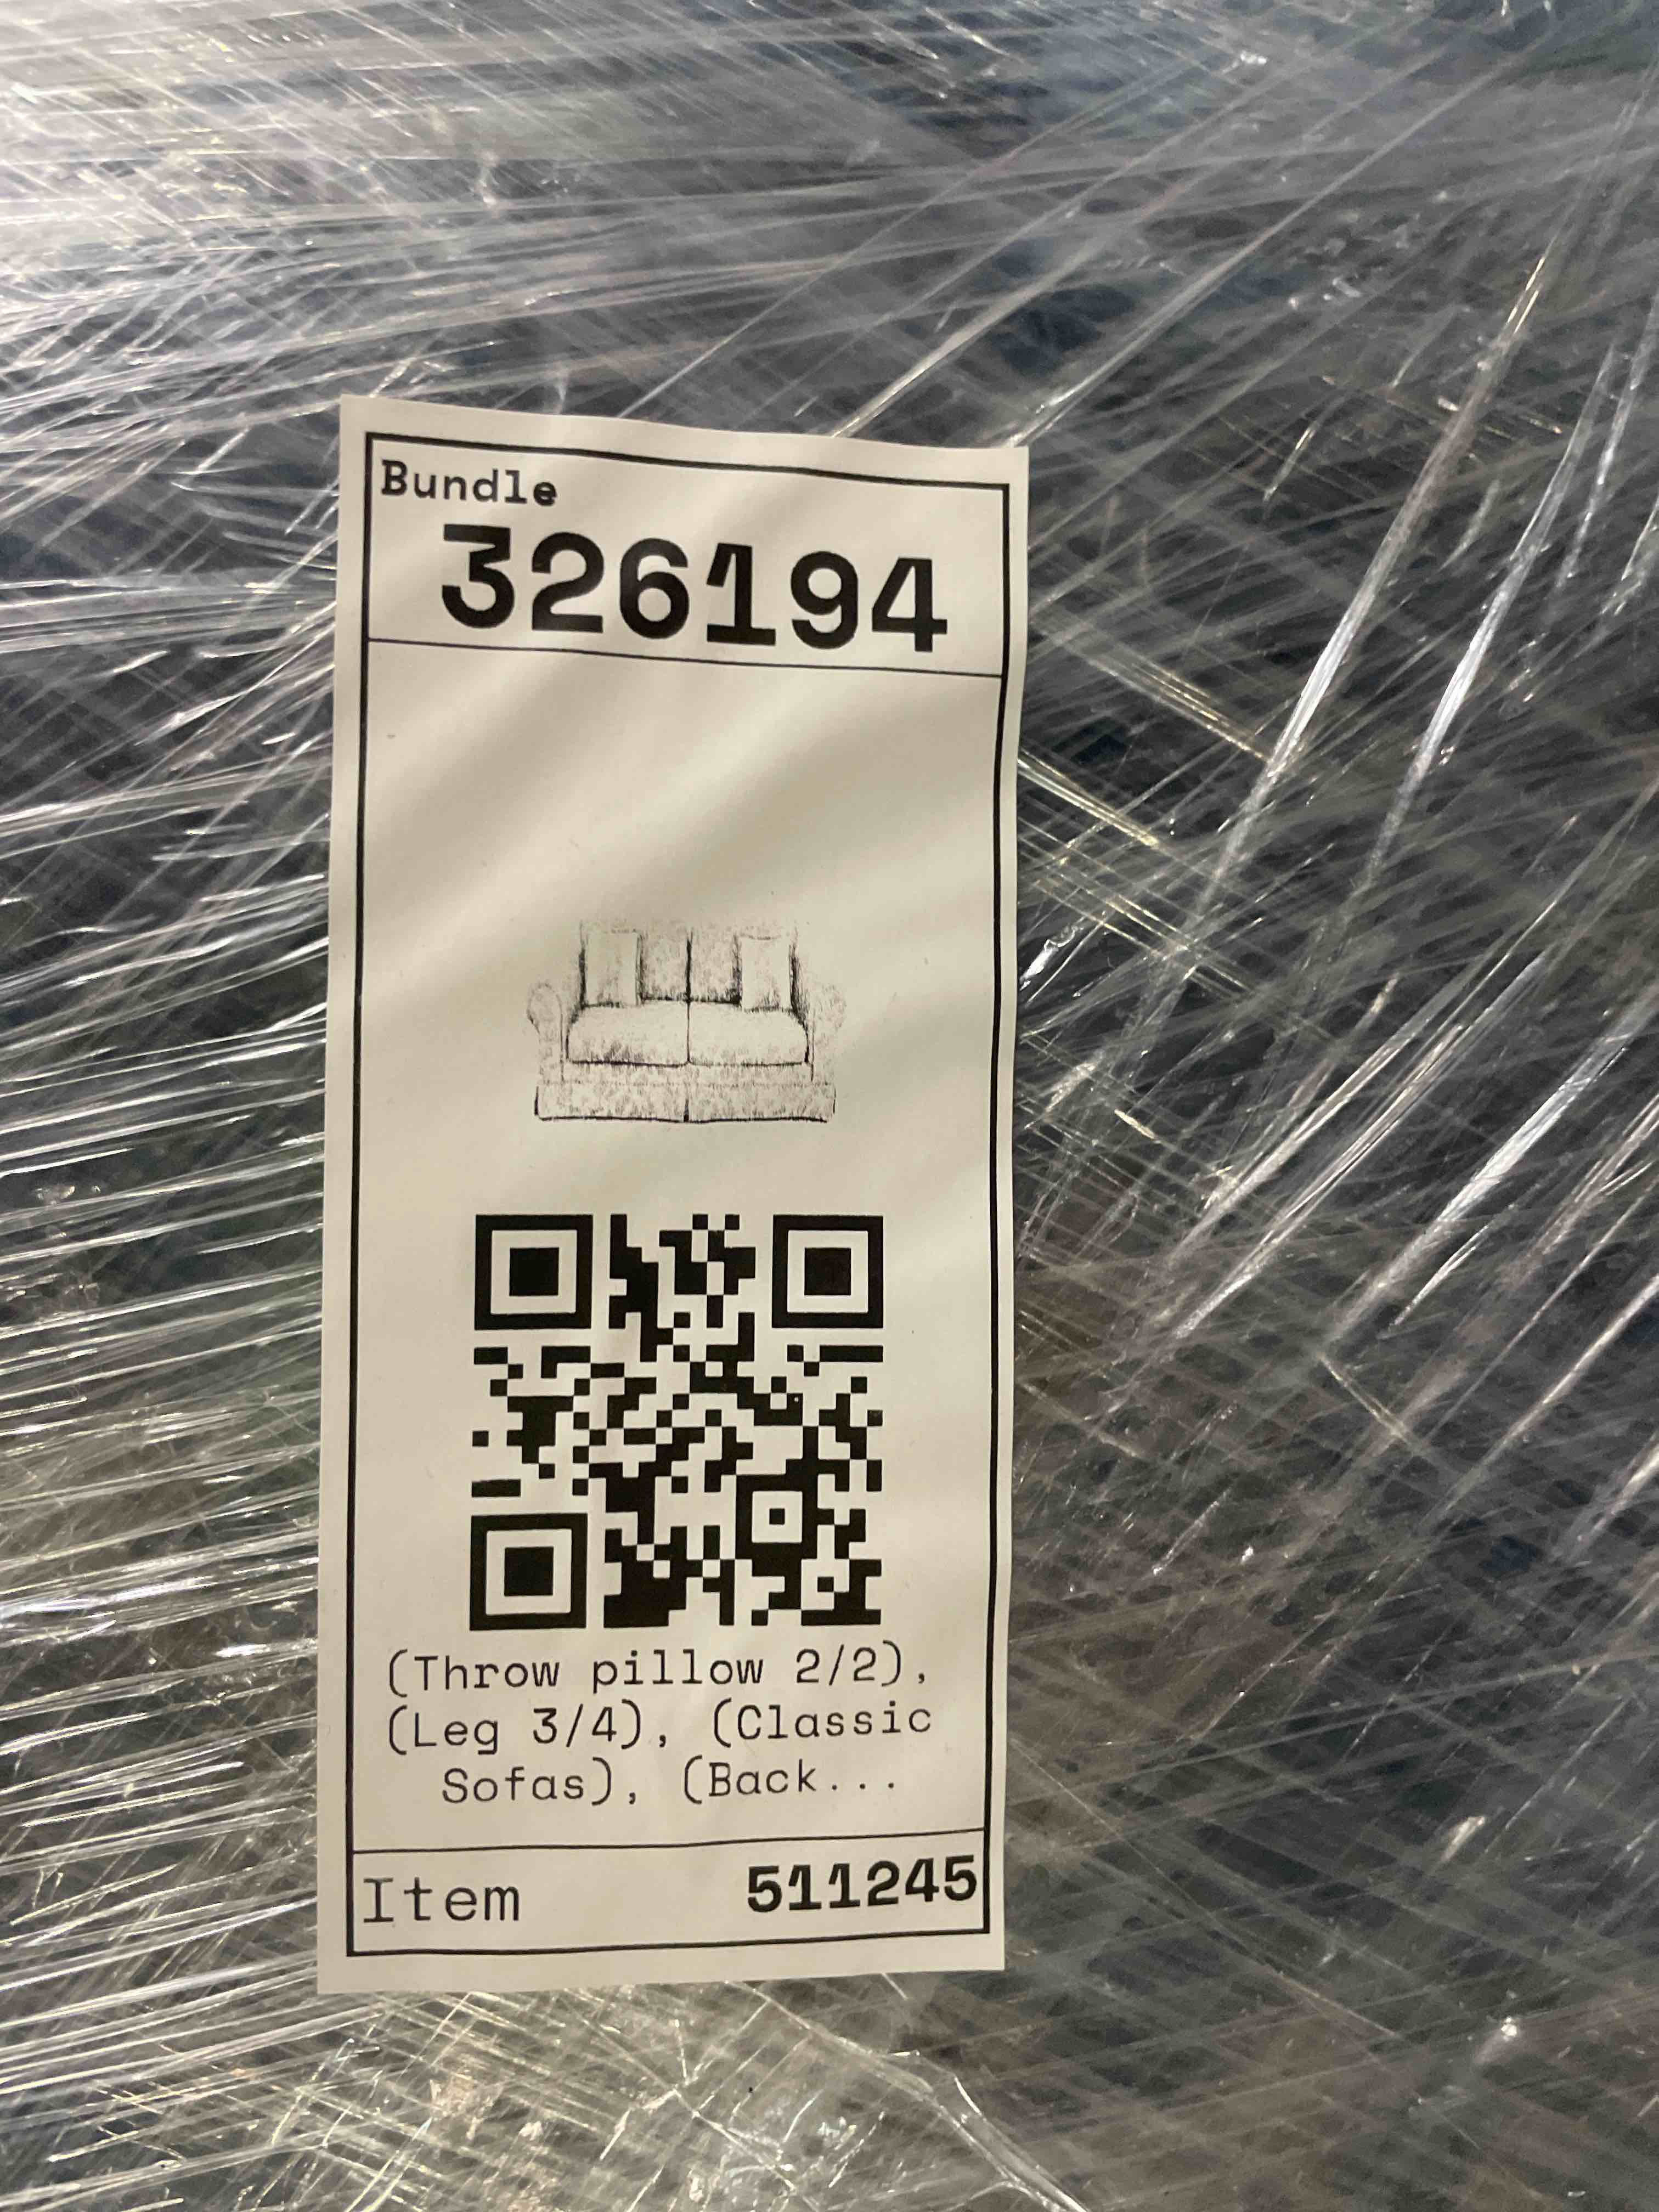 Bundle
326194
(Throw pillow 2/2),
(Leg 3/4), (Classic
Sofas), (Back...
Item 511245